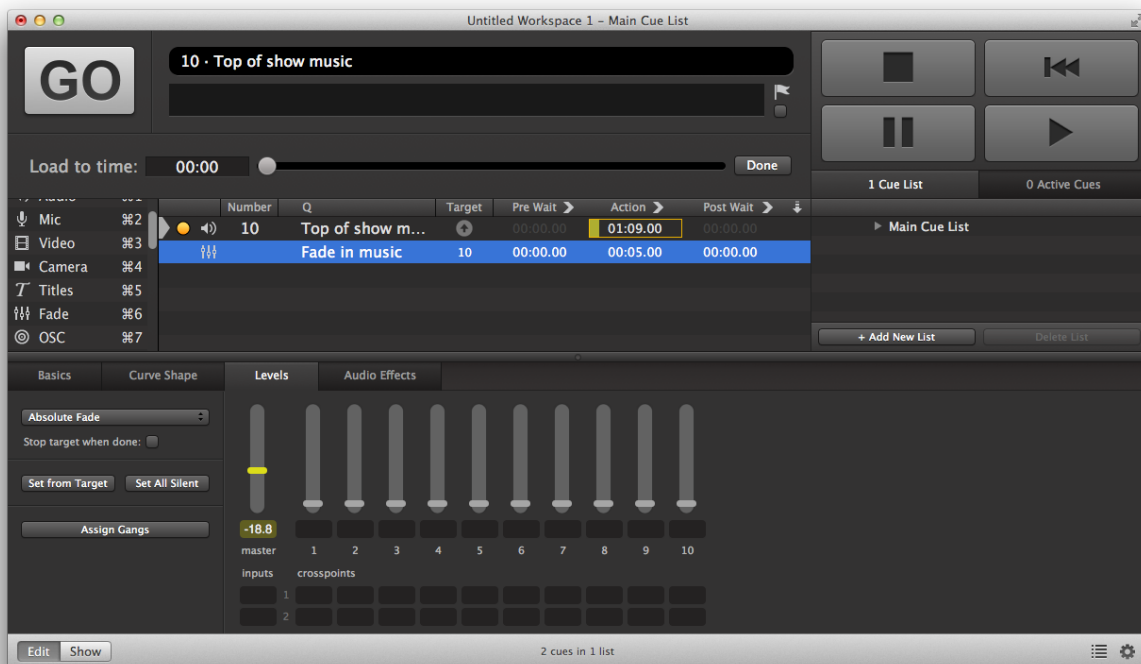 Untitled Workspace 1 – Main Cue List
GO
10 · Top of show music
Load to time: 00:00 Done
1 Cue List 0 Active Cues
Mic ⌘2
Video ⌘3
Camera ⌘4
Titles ⌘5
Fade ⌘6
OSC ⌘7
Number Q Target Pre Wait Action Post Wait
10 Top of show m... 00:00.00 01:09.00 00:00.00
Fade in music 10 00:00.00 00:05.00 00:00.00
Main Cue List
+ Add New List Delete List
Basics Curve Shape Levels Audio Effects
Absolute Fade
Stop target when done:
Set from Target Set All Silent
Assign Gangs
-18.8
master 1 2 3 4 5 6 7 8 9 10
inputs crosspoints
1
2
Edit Show 2 cues in 1 list